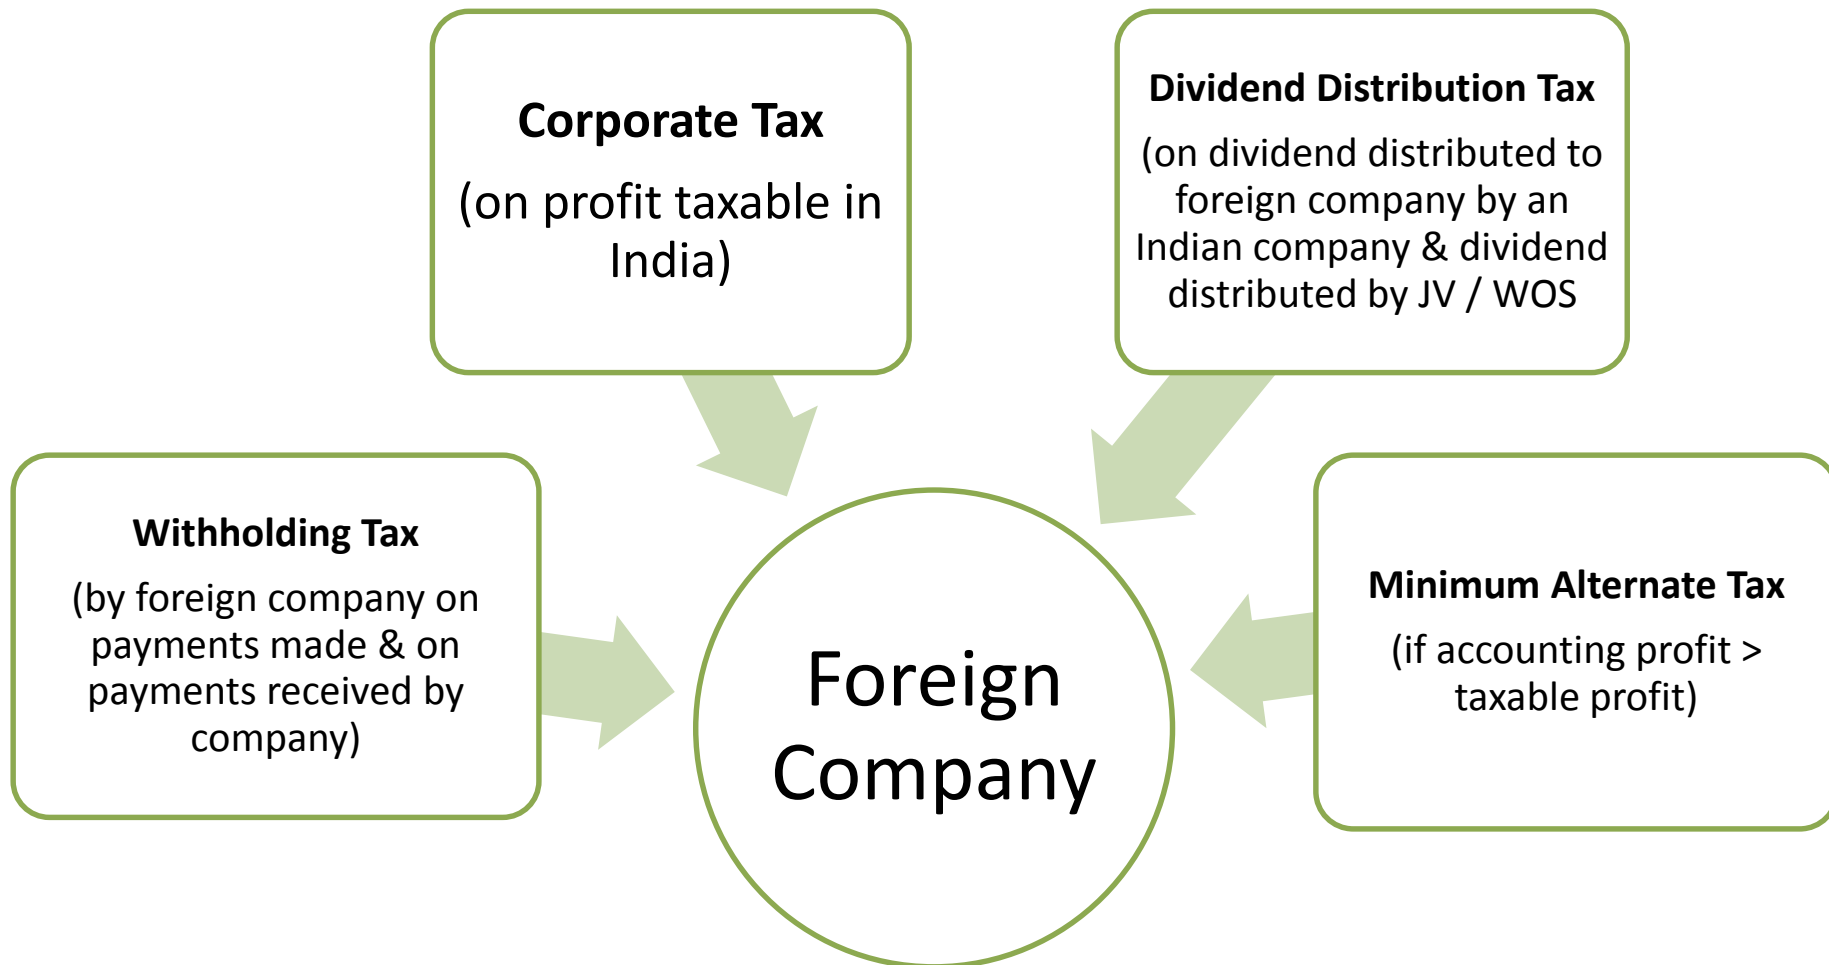 Corporate Tax
(on profit taxable in
India)
Dividend Distribution Tax
(on dividend distributed to
foreign company by an
Indian company & dividend
distributed by JV / WOS
Withholding Tax
(by foreign company on
payments made & on
payments received by
company)
Minimum Alternate Tax
(if accounting profit >
taxable profit)
Foreign
Company